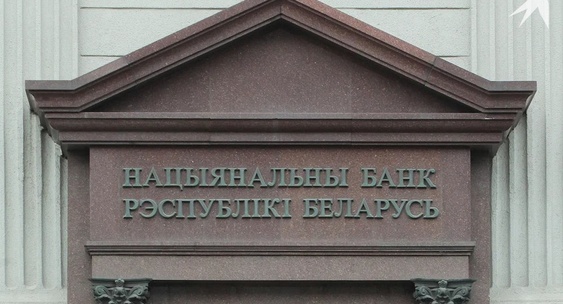 НАЦЫЯНАЛЬНЫ БАНК
РЭСПУБЛІКІ БЕЛАРУСЬ